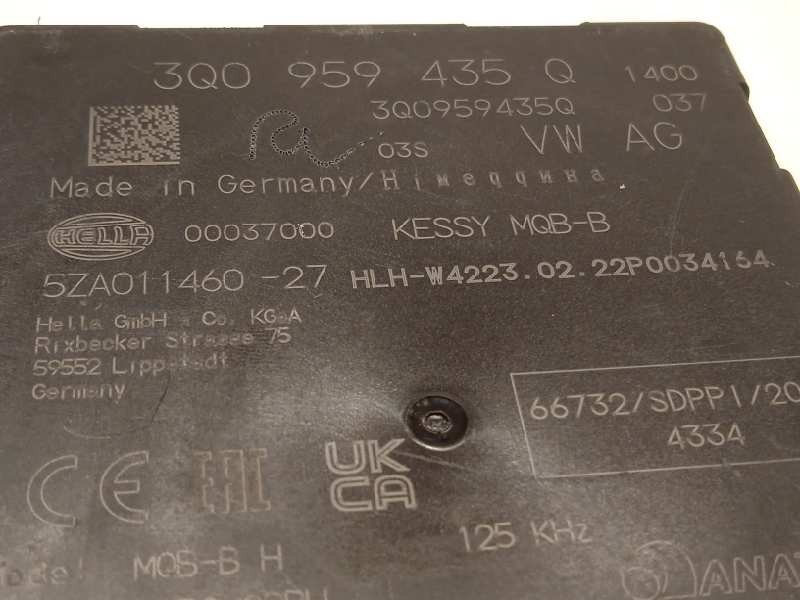 3Q0 959 435 Q 1400
3Q0959435Q 037
03S VW AG
Made in Germany/Німеччина
HELLA 00037000 KESSY MQB-B
5ZA011460-27 HLH-W4223.02.22P0034164
Hella GmbH & Co. KGaA
Rixbecker Strasse 75
59552 Lippstadt
Germany
66732/SDPPI/20
4334
CE EAC UK CA
125 KHz
MQB-B H
ANAT